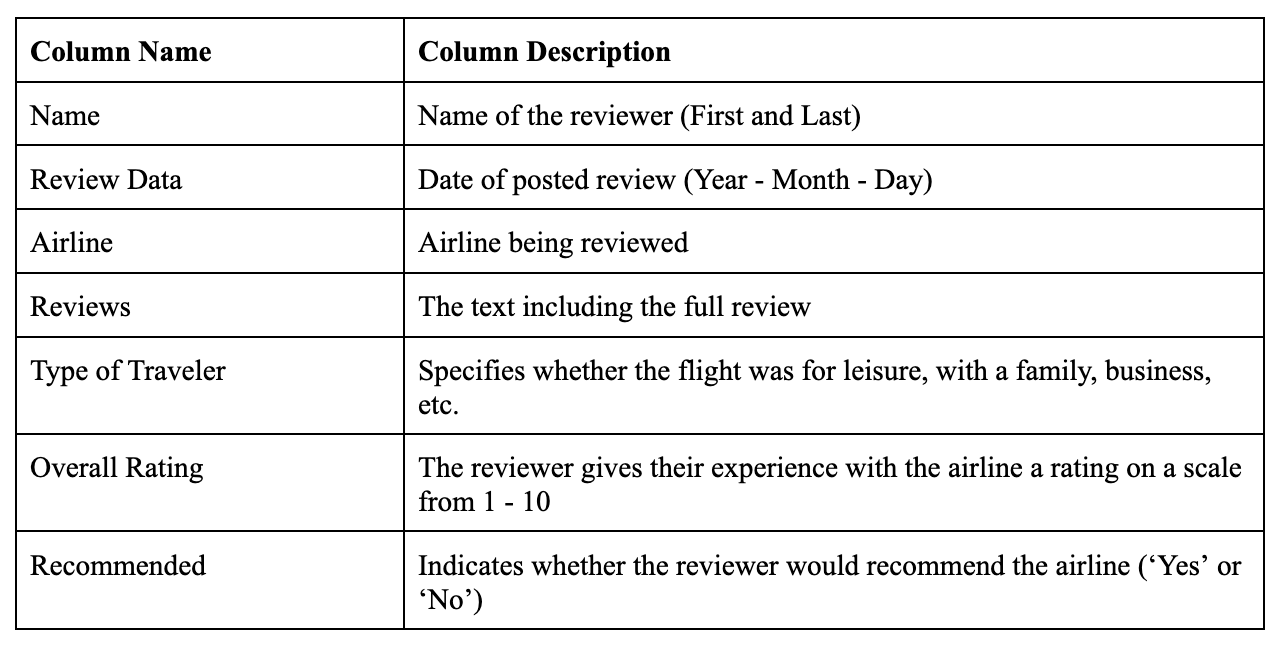 Column Name
Column Description
Name
Name of the reviewer (First and Last)
Review Data
Date of posted review (Year - Month - Day)
Airline
Airline being reviewed
Reviews
The text including the full review
Type of Traveler
Specifies whether the flight was for leisure, with a family, business,
etc.
Overall Rating
The reviewer gives their experience with the airline a rating on a scale
from 1 - 10
Recommended
Indicates whether the reviewer would recommend the airline (‘Yes’ or
‘No’)